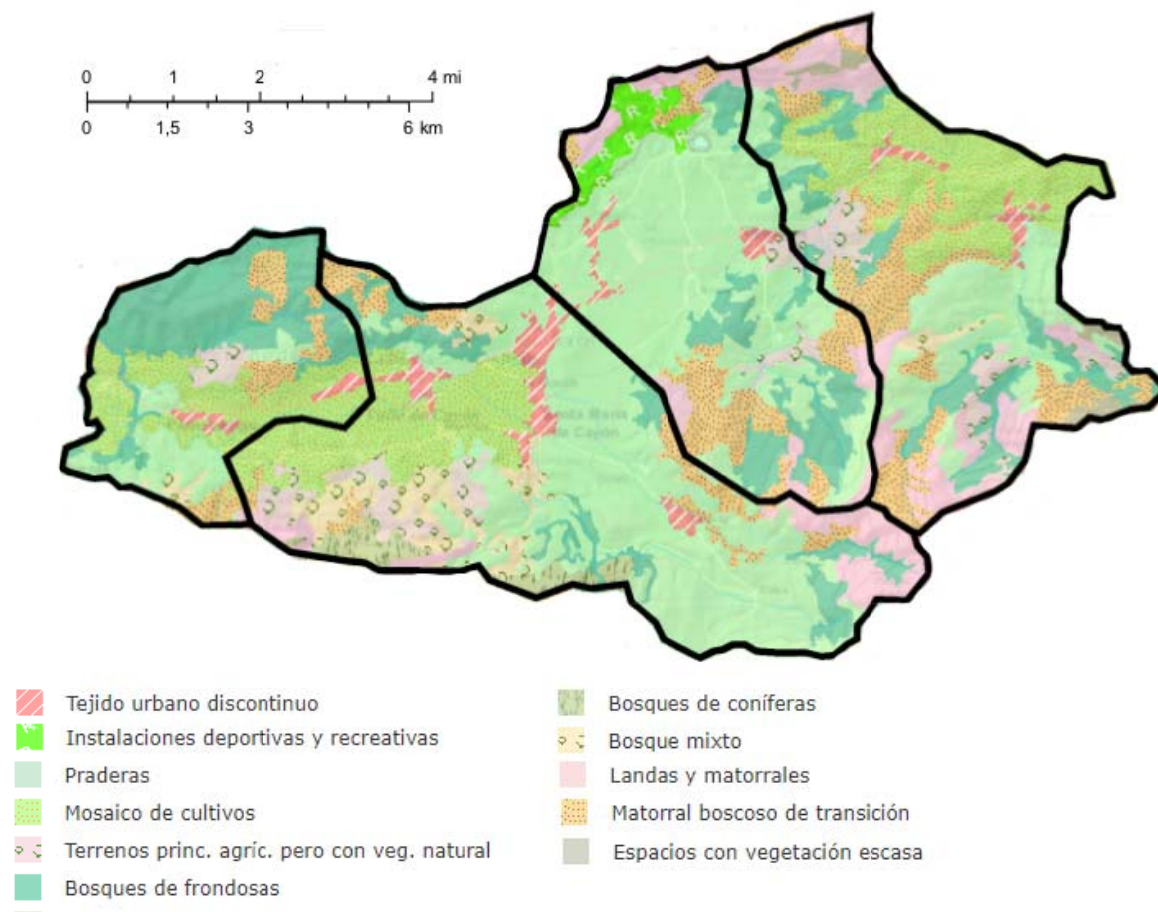 0 1 2 4 mi
0 1,5 3 6 km
Tejido urbano discontinuo
Instalaciones deportivas y recreativas
Praderas
Mosaico de cultivos
Terrenos princ. agríc. pero con veg. natural
Bosques de frondosas
Bosques de coníferas
Bosque mixto
Landas y matorrales
Matorral boscoso de transición
Espacios con vegetación escasa